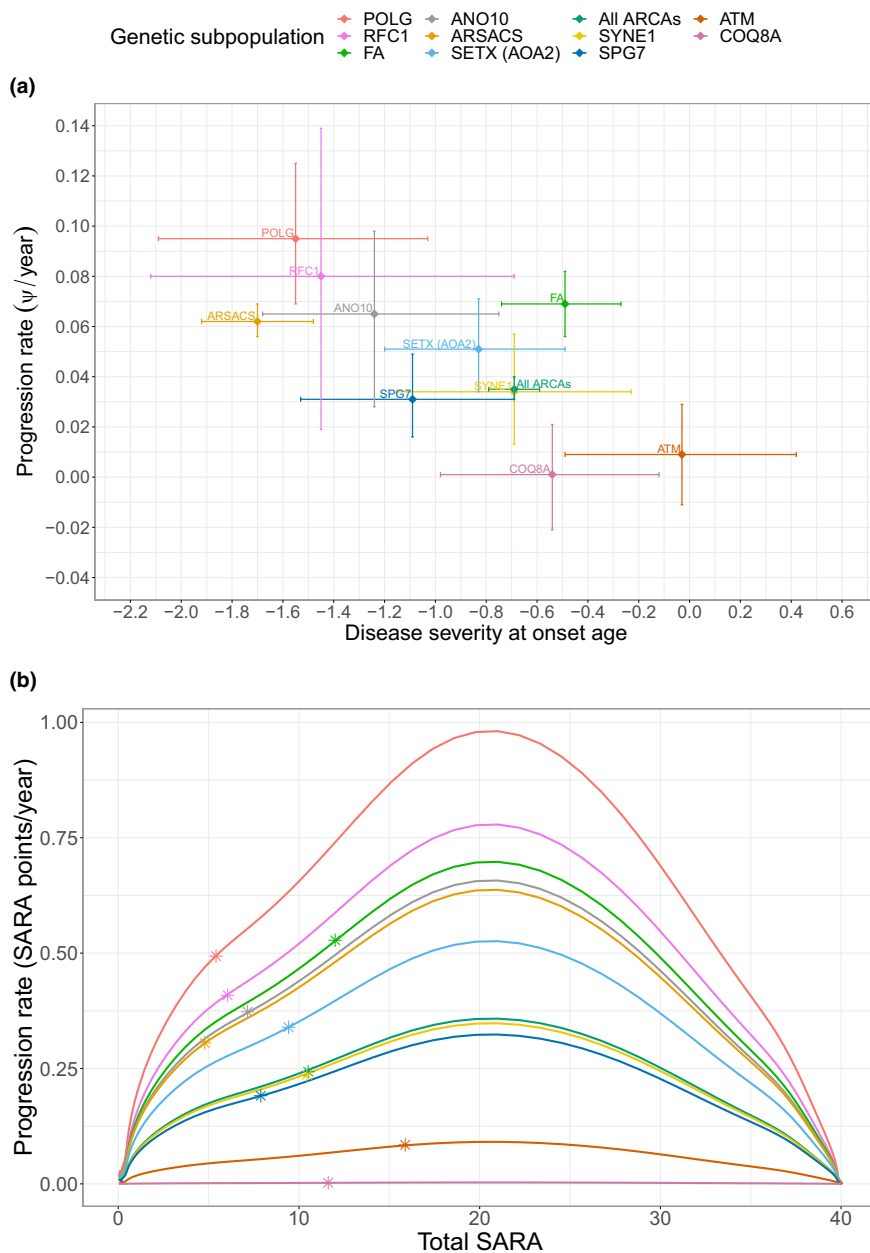 Genetic subpopulation
POLG ANO10 All ARCAs ATM
RFC1 ARSACS SYNE1 COQ8A
FA SETX (AOA2) SPG7
(a)
Progression rate (ψ/year)
0.14
0.12
0.10
0.08
0.06
0.04
0.02
0.00
−0.02
−0.04
POLG
RFC1
ARSACS
ANO10
FA
SETX (AOA2)
SYNE1 All ARCAs
SPG7
COQ8A
ATM
−2.2 −2.0 −1.8 −1.6 −1.4 −1.2 −1.0 −0.8 −0.6 −0.4 −0.2 0.0 0.2 0.4 0.6
Disease severity at onset age
(b)
Progression rate (SARA points/year)
1.00
0.75
0.50
0.25
0.00
0 10 20 30 40
Total SARA